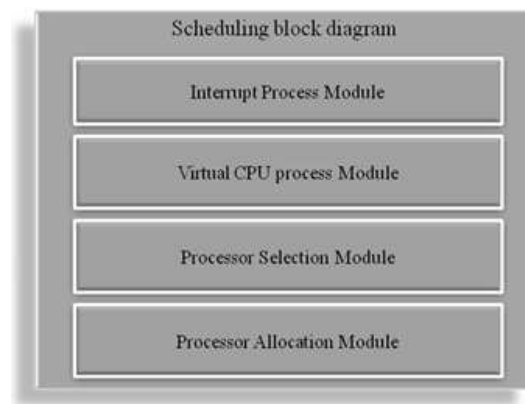 Scheduling block diagram
Interrupt Process Module
Virtual CPU process Module
Processor Selection Module
Processor Allocation Module